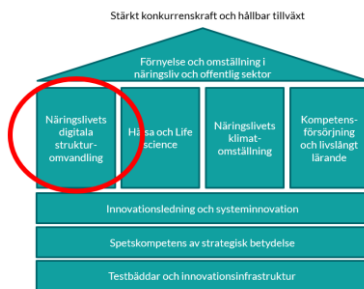 Stärkt konkurrenskraft och hållbar tillväxt
Förnyelse och omställning i
näringsliv och offentlig sektor
Näringslivets
digitala
struktur-
omvandling
Hälsa och Life
science
Näringslivets
klimat-
omställning
Kompetens-
försörjning
och livslångt
lärande
Innovationsledning och systeminnovation
Spetskompetens av strategisk betydelse
Testbäddar och innovationsinfrastruktur